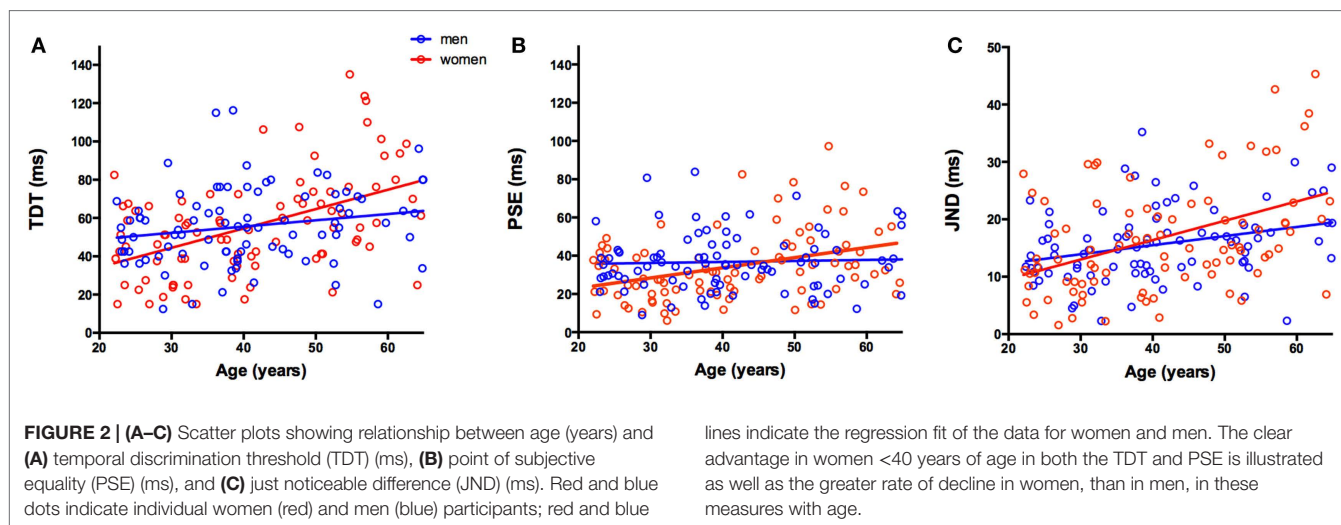 A
140
120
100
80
60
40
20
0
TDT (ms)
20 30 40 50 60
Age (years)
men
women
B
140
120
100
80
60
40
20
0
PSE (ms)
20 30 40 50 60
Age (years)
C
50
40
30
20
10
0
JND (ms)
20 30 40 50 60
Age (years)
FIGURE 2 | (A–C) Scatter plots showing relationship between age (years) and
(A) temporal discrimination threshold (TDT) (ms), (B) point of subjective
equality (PSE) (ms), and (C) just noticeable difference (JND) (ms). Red and blue
dots indicate individual women (red) and men (blue) participants; red and blue
lines indicate the regression fit of the data for women and men. The clear
advantage in women <40 years of age in both the TDT and PSE is illustrated
as well as the greater rate of decline in women, than in men, in these
measures with age.